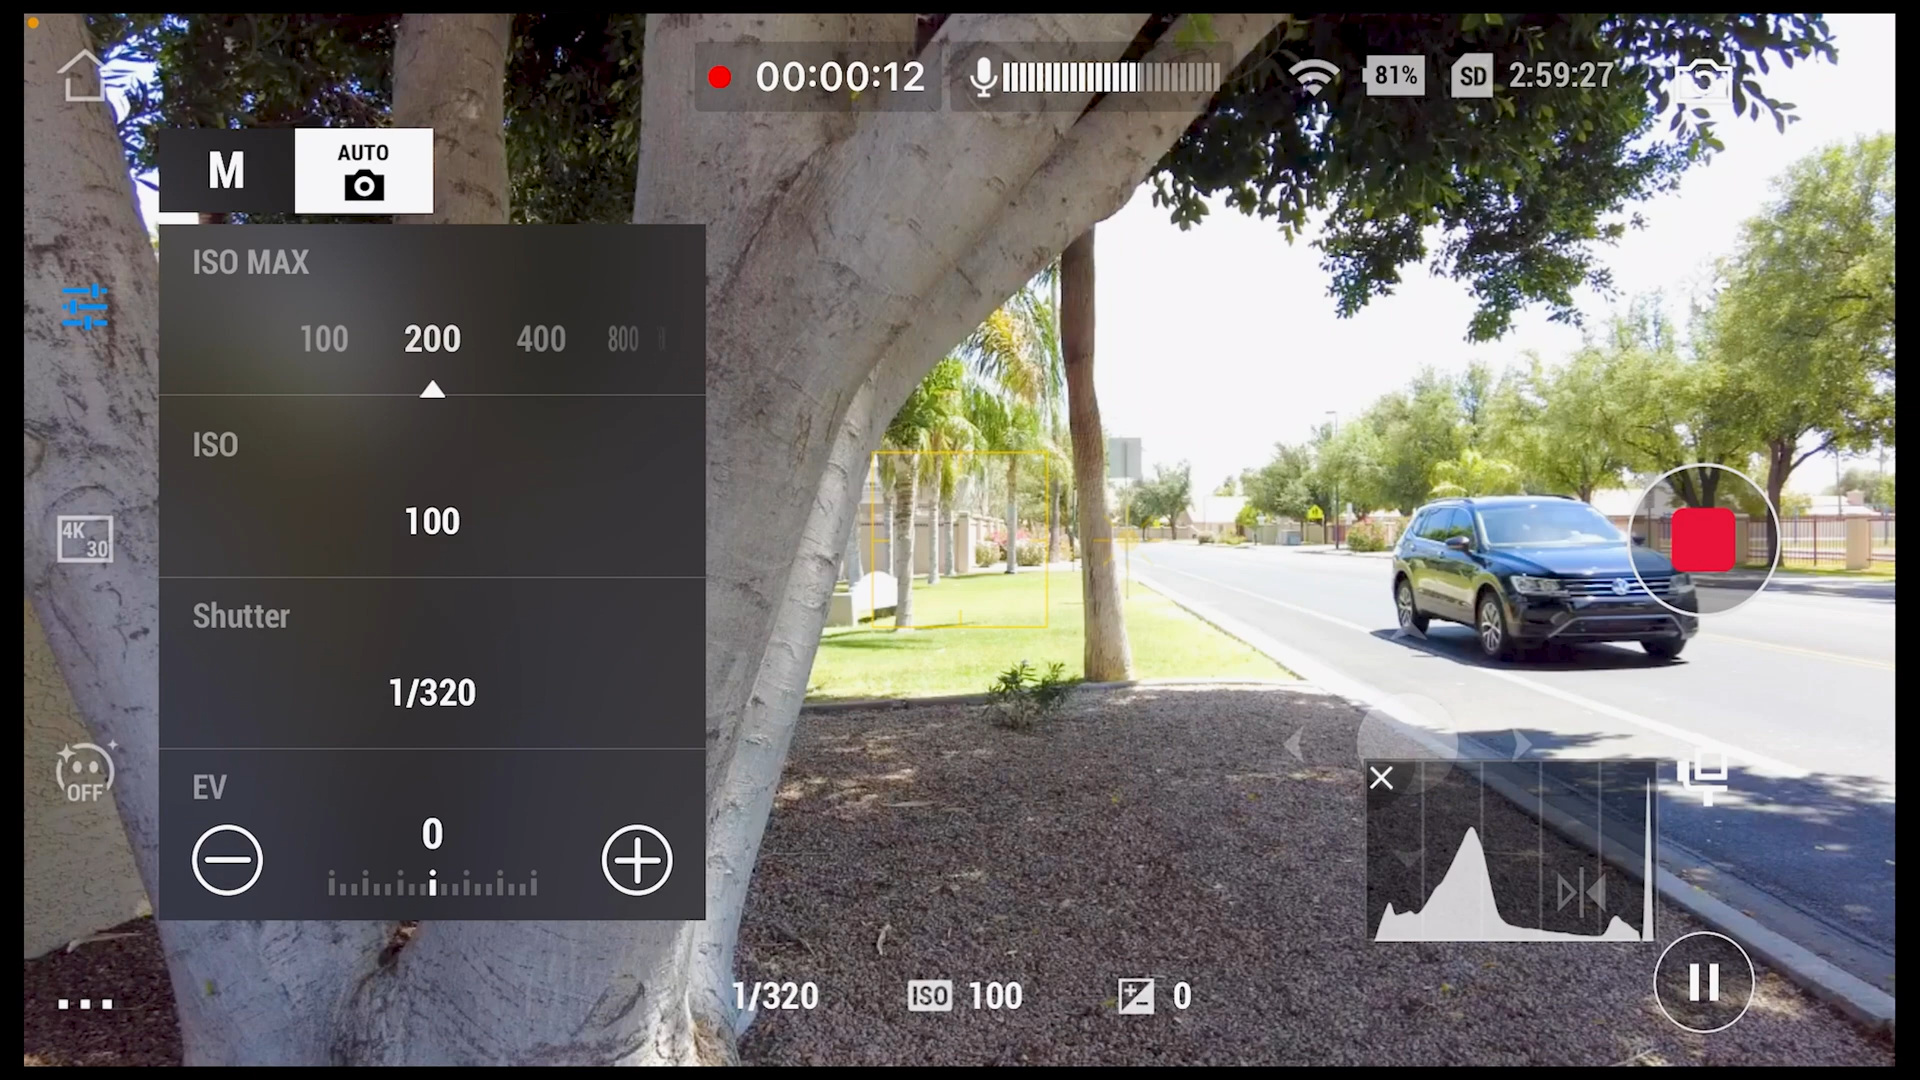 00:00:12
81%
SD 2:59:27
M
AUTO
ISO MAX
100 200 400 800
ISO
100
Shutter
1/320
EV
0
4K
30
OFF
1/320 ISO 100 0